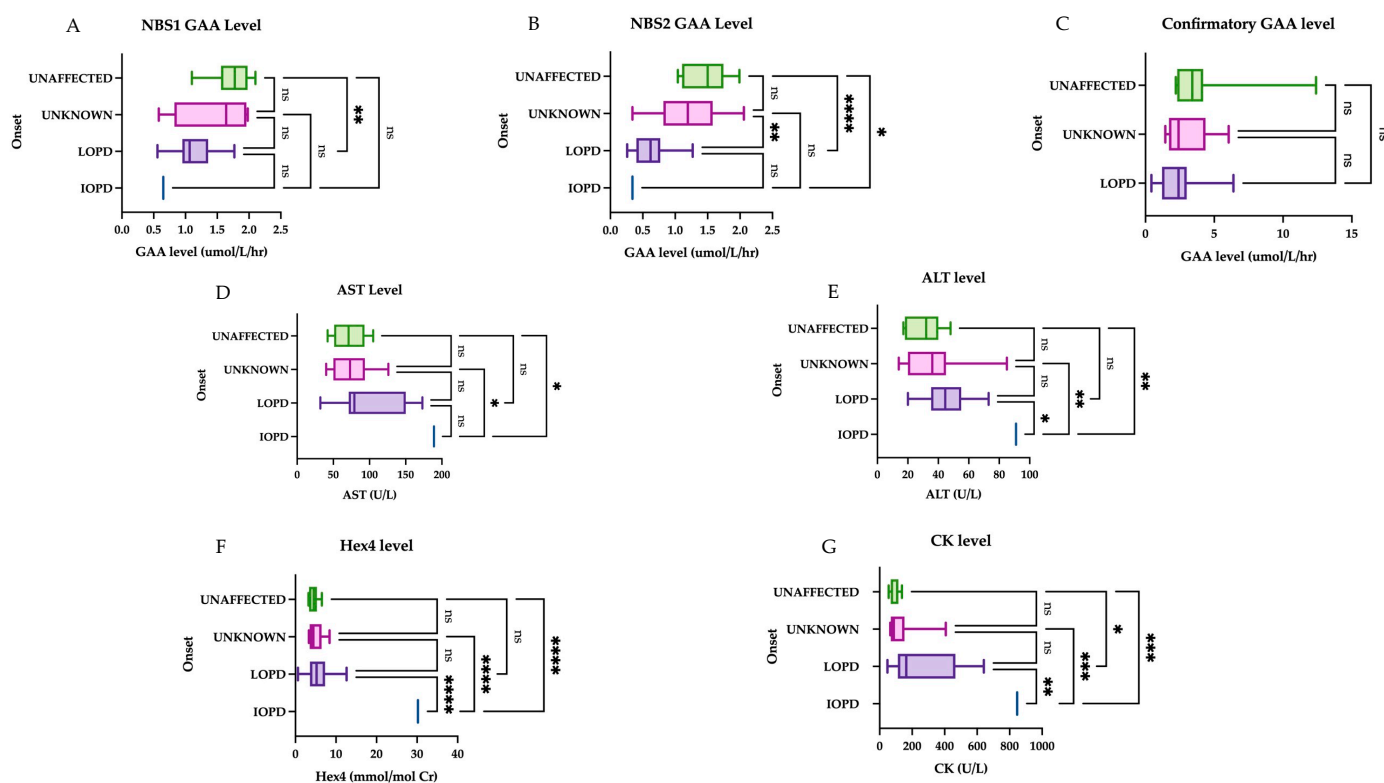 A
NBS1 GAA Level
Onset
UNAFFECTED
UNKNOWN
LOPD
IOPD
ns
ns
ns
ns
**
ns
0.0 0.5 1.0 1.5 2.0 2.5
GAA level (umol/L/hr)
B
NBS2 GAA Level
Onset
UNAFFECTED
UNKNOWN
LOPD
IOPD
ns
**
ns
ns
****
*
0.0 0.5 1.0 1.5 2.0 2.5
GAA level (umol/L/hr)
C
Confirmatory GAA level
Onset
UNAFFECTED
UNKNOWN
LOPD
ns
ns
ns
0 5 10 15
GAA level (umol/L/hr)
D
AST Level
Onset
UNAFFECTED
UNKNOWN
LOPD
IOPD
ns
ns
ns
*
ns
*
0 50 100 150 200
AST (U/L)
E
ALT level
Onset
UNAFFECTED
UNKNOWN
LOPD
IOPD
ns
ns
*
**
ns
**
0 20 40 60 80 100
ALT (U/L)
F
Hex4 level
Onset
UNAFFECTED
UNKNOWN
LOPD
IOPD
ns
ns
****
****
ns
****
0 10 20 30 40
Hex4 (mmol/mol Cr)
G
CK level
Onset
UNAFFECTED
UNKNOWN
LOPD
IOPD
ns
ns
**
***
*
***
0 200 400 600 800 1000
CK (U/L)